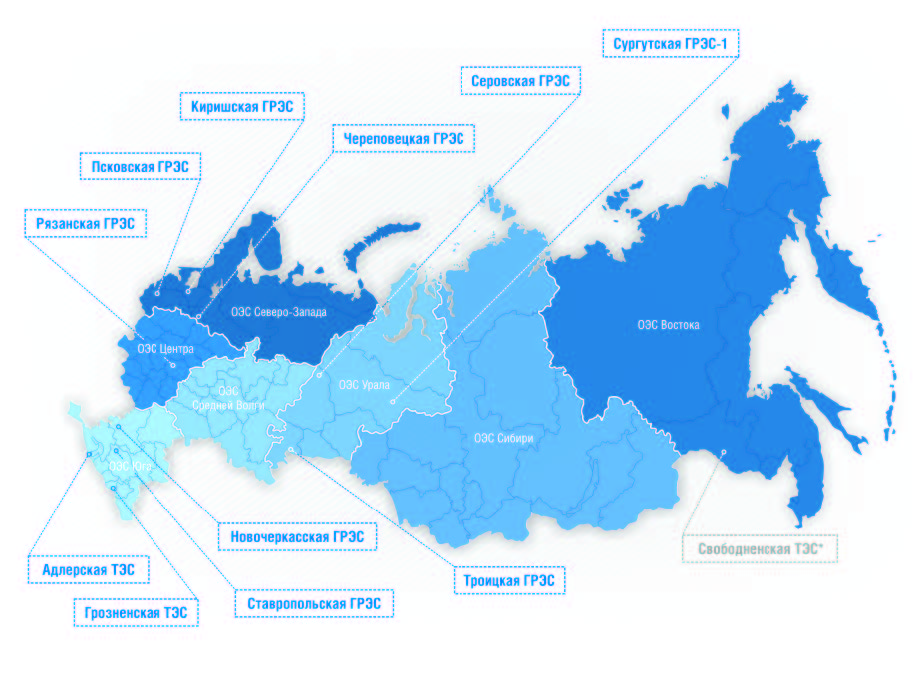 Сургутская ГРЭС-1
Серовская ГРЭС
Киришская ГРЭС
Череповецкая ГРЭС
Псковская ГРЭС
Рязанская ГРЭС
ОЭС Северо-Запада
ОЭС Востока
ОЭС Центра
ОЭС Урала
ОЭС
Средней Волги
ОЭС Сибири
ОЭС Юга
Новочеркасская ГРЭС
Свободненская ТЭС*
Адлерская ТЭС
Троицкая ГРЭС
Ставропольская ГРЭС
Грозненская ТЭС